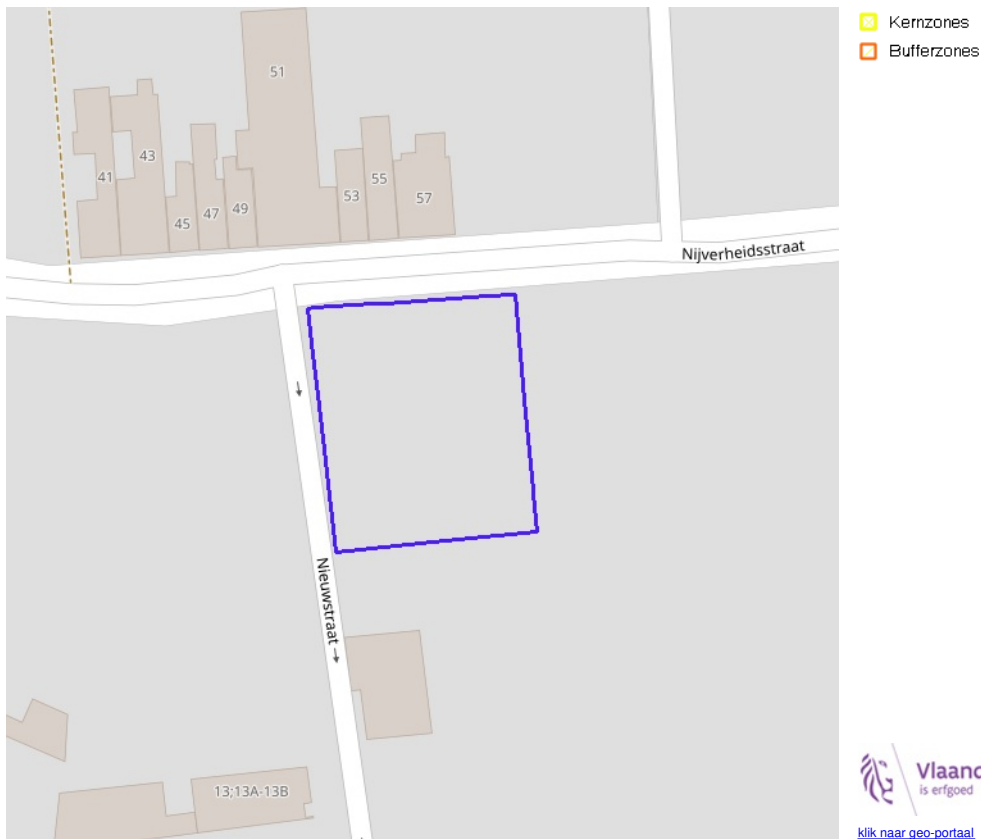 Kernzones
Bufferzones
51
43
41
55
53
57
47
49
45
Nijverheidsstraat
Nieuwstraat
13;13A-13B
Vlaand
is erfgoed
klik naar geo-portaal